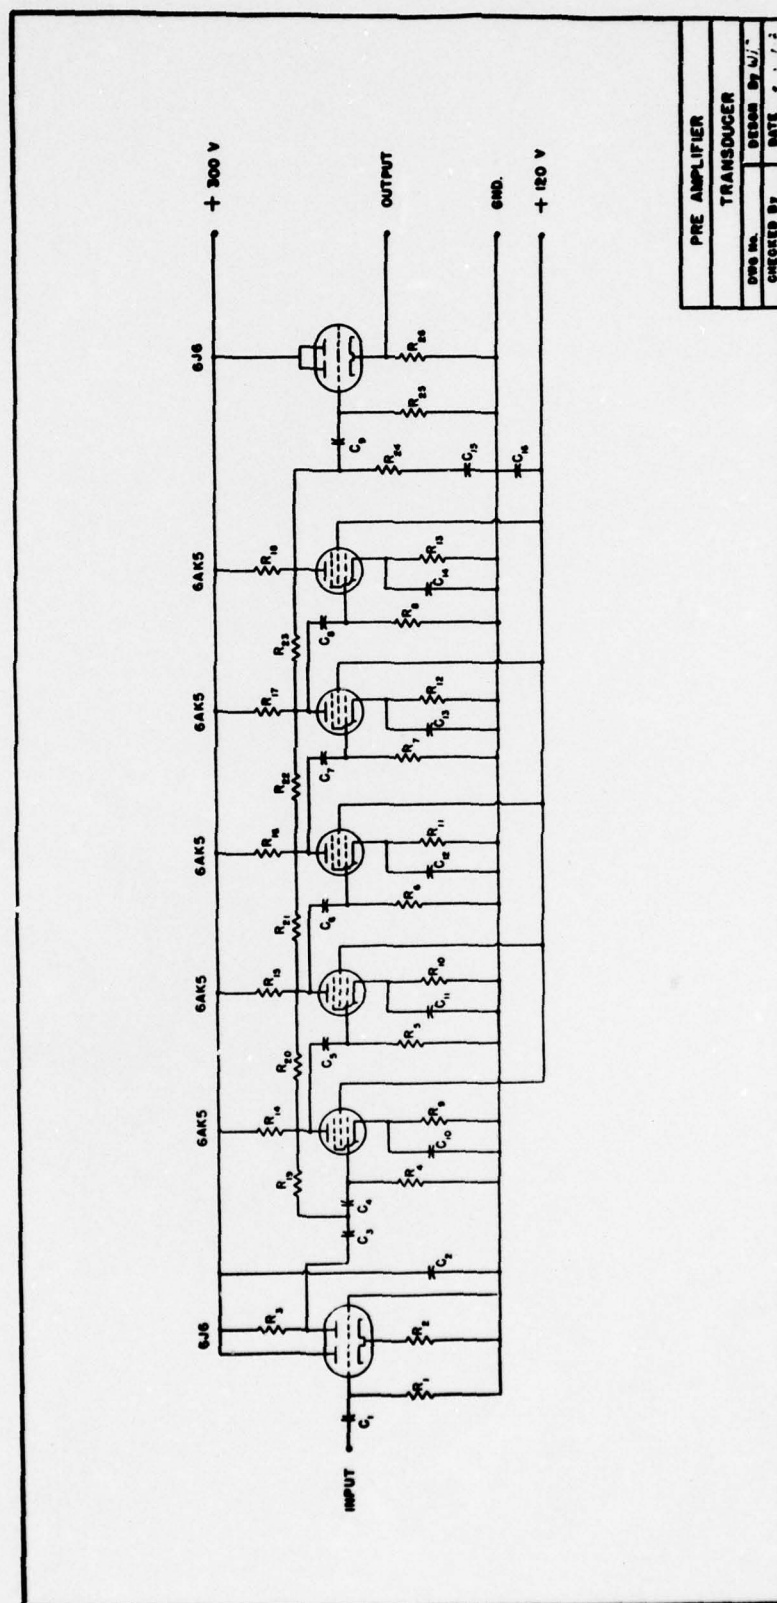 6J6
6AK5
6AK5
6AK5
6AK5
6AK5
6J6
+ 300 V
R3
R14
R15
R16
R17
R18
R19
R20
R21
R22
R23
C5
C6
C7
C8
INPUT
C1
C3
C4
C9
OUTPUT
R1
R2
C2
R4
C10
R9
R5
C11
R10
R6
C12
R11
R7
C13
R12
R8
C14
R13
R24
C15
R25
R26
C16
GND.
+ 120 V
PRE AMPLIFIER
TRANSDUCER
DWG No. DESIGN By
CHECKED By DATE